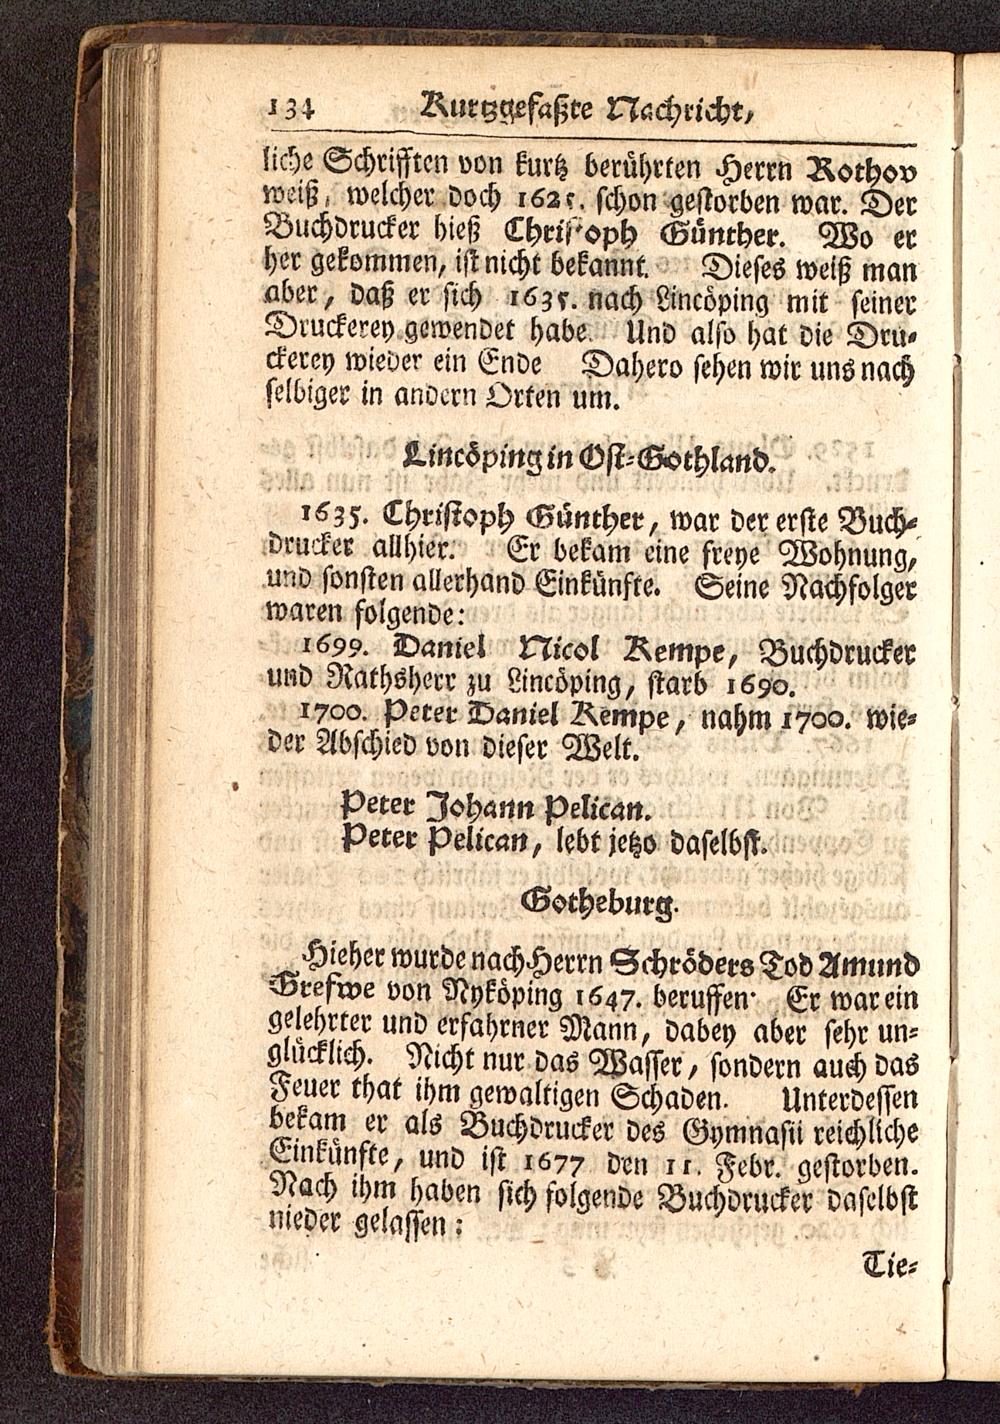 134 Kurtzgefaßte Nachricht,
liche Schrifften von kurtz berührten Herrn Rothov
weiß, welcher doch 1625. schon gestorben war. Der
Buchdrucker hieß Christoph Günther. Wo er
her gekommen, ist nicht bekannt. Dieses weiß man
aber, daß er sich 1635. nach Lincöping mit seiner
Druckerey gewendet habe. Und also hat die Dru-
ckerey wieder ein Ende Dahero sehen wir uns nach
selbiger in andern Orten um.
Lincöping in Ost-Gothland.
1635. Christoph Günther, war der erste Buch-
drucker allhier. Er bekam eine freye Wohnung,
und sonsten allerhand Einkünfte. Seine Nachfolger
waren folgende:
1699. Daniel Nicol Kempe, Buchdrucker
und Rathsherr zu Lincöping, starb 1690.
1700. Peter Daniel Kempe, nahm 1700. wie-
der Abschied von dieser Welt.
Peter Johann Pelican.
Peter Pelican, lebt jetzo daselbst.
Gotheburg.
Hieher wurde nach Herrn Schröders Tod Amund
Grefwe von Nyköping 1647. beruffen. Er war ein
gelehrter und erfahrner Mann, dabey aber sehr un-
glücklich. Nicht nur das Wasser, sondern auch das
Feuer that ihm gewaltigen Schaden. Unterdessen
bekam er als Buchdrucker des Gymnasii reichliche
Einkünfte, und ist 1677 den 11. Febr. gestorben.
Nach ihm haben sich folgende Buchdrucker daselbst
nieder gelassen:
Tie-